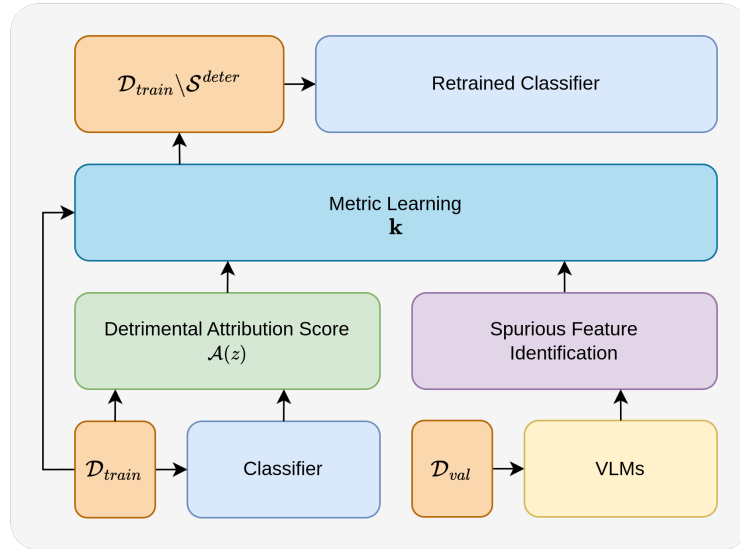 𝒟_train\𝒮^deter
Retrained Classifier
Metric Learning
k
Detrimental Attribution Score
𝒜(z)
Spurious Feature
Identification
𝒟_train
Classifier
𝒟_val
VLMs